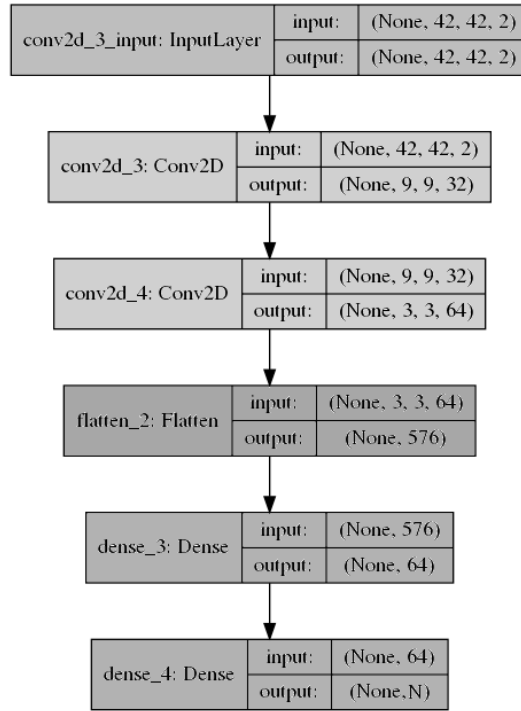 conv2d_3_input: InputLayer
input: (None, 42, 42, 2)
output: (None, 42, 42, 2)
conv2d_3: Conv2D
input: (None, 42, 42, 2)
output: (None, 9, 9, 32)
conv2d_4: Conv2D
input: (None, 9, 9, 32)
output: (None, 3, 3, 64)
flatten_2: Flatten
input: (None, 3, 3, 64)
output: (None, 576)
dense_3: Dense
input: (None, 576)
output: (None, 64)
dense_4: Dense
input: (None, 64)
output: (None,N)